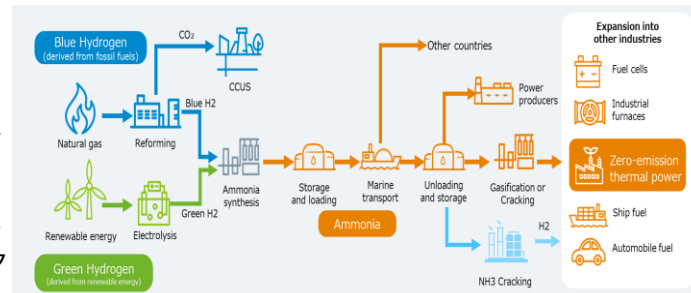 Blue Hydrogen
(derived from fossil fuels)
CO₂
CCUS
Natural gas
Reforming
Blue H2
Renewable energy
Electrolysis
Green H2
Green Hydrogen
(derived from renewable energy)
Ammonia
synthesis
Storage
and loading
Marine
transport
Ammonia
Other countries
Power
producers
Unloading
and storage
Gasification or
Cracking
NH3 Cracking
H2
Expansion into
other industries
Fuel cells
Industrial
furnaces
Zero-emission
thermal power
Ship fuel
Automobile fuel
7